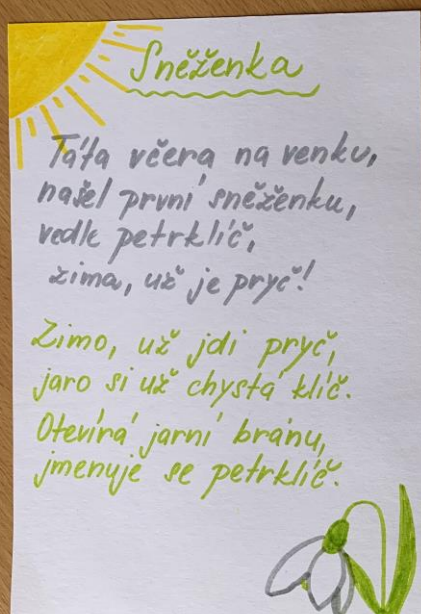 Sněženka
Táta včera na venku,
našel první sněženku,
vedle petrklíč,
zima, už je pryč!
Zimo, už jdi pryč,
jaro si už chystá klíč.
Otevírá jarní bránu,
jmenuje se petrklíč.